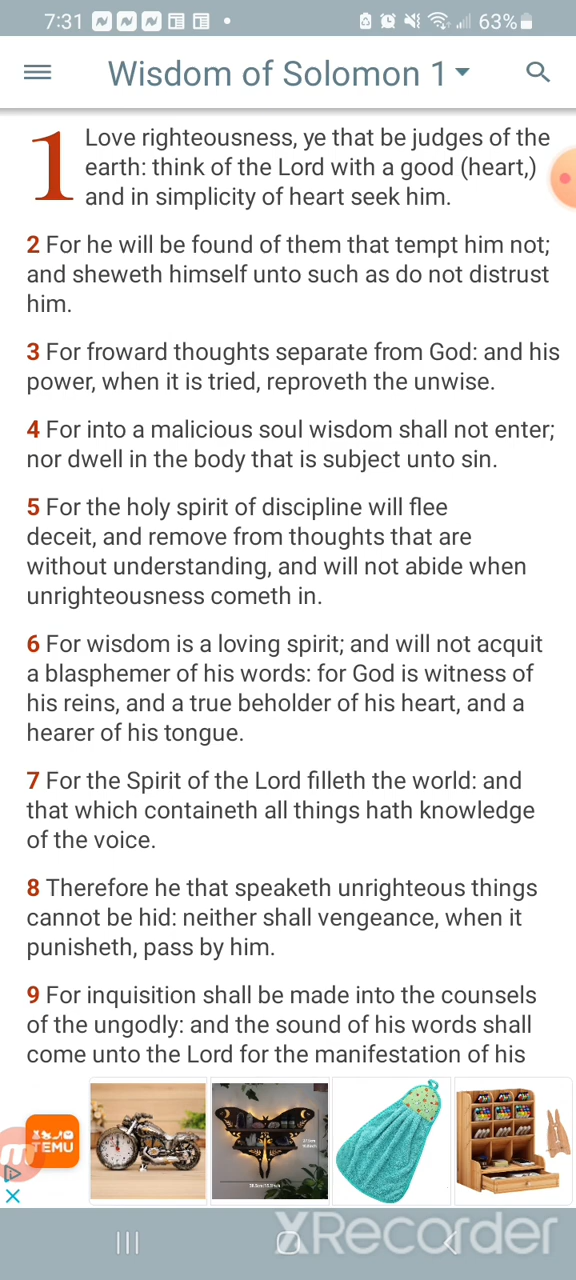 7:31
63%
Wisdom of Solomon 1
1 Love righteousness, ye that be judges of the
earth: think of the Lord with a good (heart,)
and in simplicity of heart seek him.
2 For he will be found of them that tempt him not;
and sheweth himself unto such as do not distrust
him.
3 For froward thoughts separate from God: and his
power, when it is tried, reproveth the unwise.
4 For into a malicious soul wisdom shall not enter;
nor dwell in the body that is subject unto sin.
5 For the holy spirit of discipline will flee
deceit, and remove from thoughts that are
without understanding, and will not abide when
unrighteousness cometh in.
6 For wisdom is a loving spirit; and will not acquit
a blasphemer of his words: for God is witness of
his reins, and a true beholder of his heart, and a
hearer of his tongue.
7 For the Spirit of the Lord filleth the world: and
that which containeth all things hath knowledge
of the voice.
8 Therefore he that speaketh unrighteous things
cannot be hid: neither shall vengeance, when it
punisheth, pass by him.
9 For inquisition shall be made into the counsels
of the ungodly: and the sound of his words shall
come unto the Lord for the manifestation of his
TEMU
XRecorder